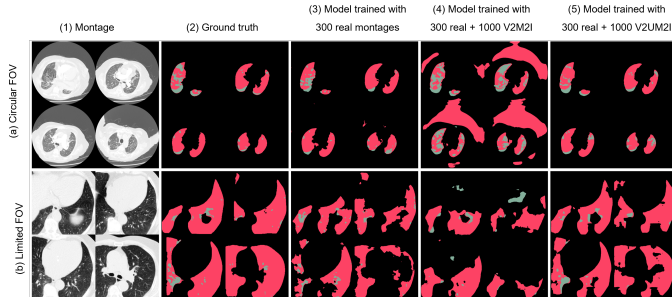 (1) Montage
(2) Ground truth
(3) Model trained with
300 real montages
(4) Model trained with
300 real + 1000 V2M2I
(5) Model trained with
300 real + 1000 V2UM2I
(a) Circular FOV
(b) Limited FOV